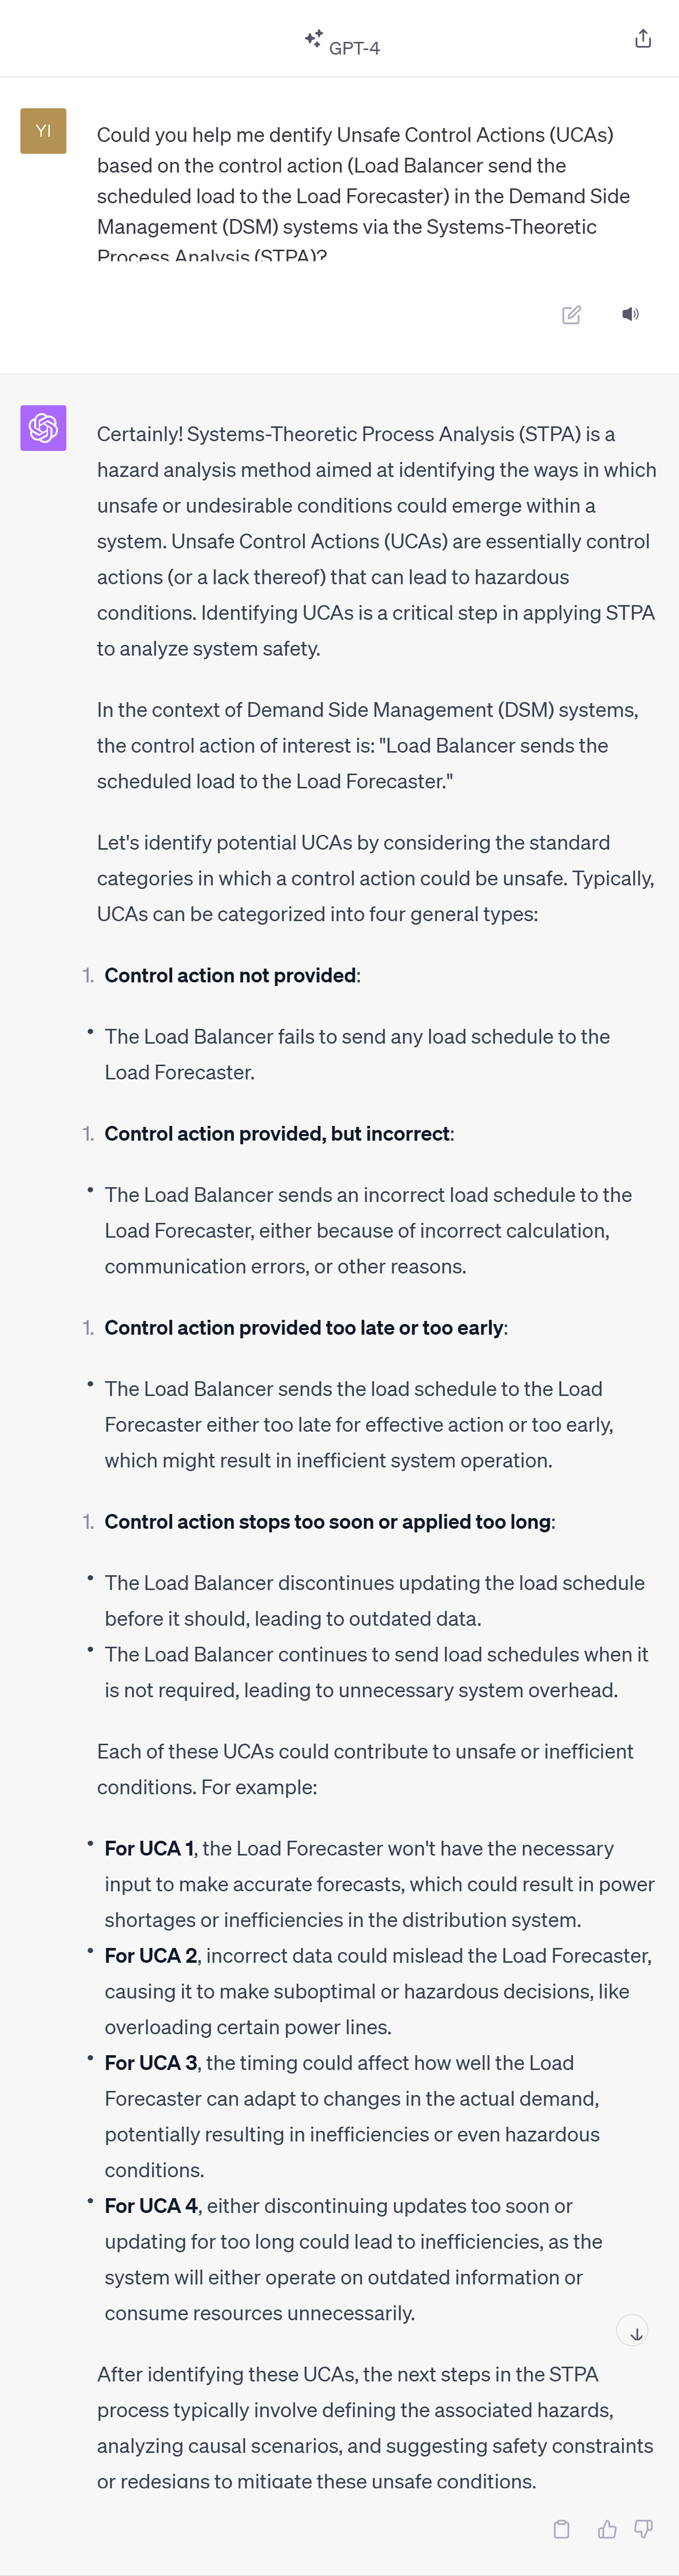 GPT-4
YI
Could you help me dentify Unsafe Control Actions (UCAs)
based on the control action (Load Balancer send the
scheduled load to the Load Forecaster) in the Demand Side
Management (DSM) systems via the Systems-Theoretic
Process Analysis (STPA)?
Certainly! Systems-Theoretic Process Analysis (STPA) is a
hazard analysis method aimed at identifying the ways in which
unsafe or undesirable conditions could emerge within a
system. Unsafe Control Actions (UCAs) are essentially control
actions (or a lack thereof) that can lead to hazardous
conditions. Identifying UCAs is a critical step in applying STPA
to analyze system safety.
In the context of Demand Side Management (DSM) systems,
the control action of interest is: "Load Balancer sends the
scheduled load to the Load Forecaster."
Let's identify potential UCAs by considering the standard
categories in which a control action could be unsafe. Typically,
UCAs can be categorized into four general types:
1. Control action not provided:
• The Load Balancer fails to send any load schedule to the
Load Forecaster.
1. Control action provided, but incorrect:
• The Load Balancer sends an incorrect load schedule to the
Load Forecaster, either because of incorrect calculation,
communication errors, or other reasons.
1. Control action provided too late or too early:
• The Load Balancer sends the load schedule to the Load
Forecaster either too late for effective action or too early,
which might result in inefficient system operation.
1. Control action stops too soon or applied too long:
• The Load Balancer discontinues updating the load schedule
before it should, leading to outdated data.
• The Load Balancer continues to send load schedules when it
is not required, leading to unnecessary system overhead.
Each of these UCAs could contribute to unsafe or inefficient
conditions. For example:
• For UCA 1, the Load Forecaster won't have the necessary
input to make accurate forecasts, which could result in power
shortages or inefficiencies in the distribution system.
• For UCA 2, incorrect data could mislead the Load Forecaster,
causing it to make suboptimal or hazardous decisions, like
overloading certain power lines.
• For UCA 3, the timing could affect how well the Load
Forecaster can adapt to changes in the actual demand,
potentially resulting in inefficiencies or even hazardous
conditions.
• For UCA 4, either discontinuing updates too soon or
updating for too long could lead to inefficiencies, as the
system will either operate on outdated information or
consume resources unnecessarily.
After identifying these UCAs, the next steps in the STPA
process typically involve defining the associated hazards,
analyzing causal scenarios, and suggesting safety constraints
or redesigns to mitigate these unsafe conditions.